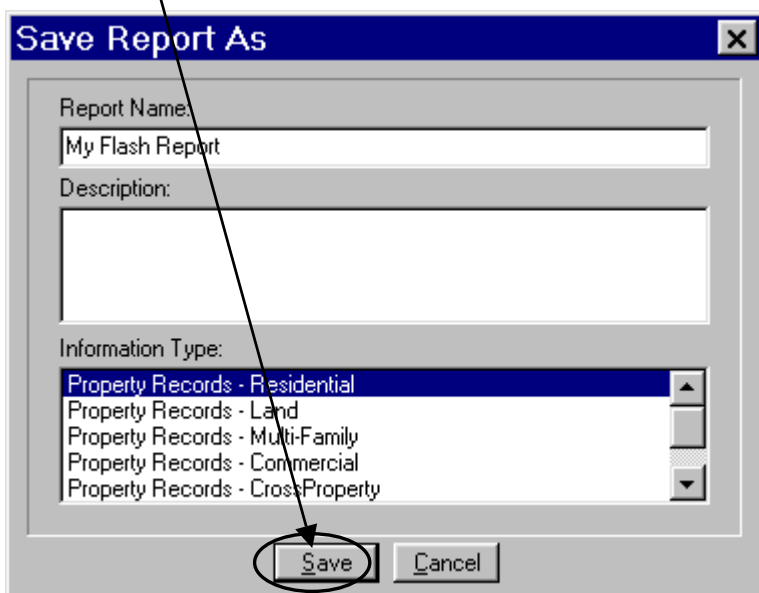 Save Report As
Report Name:
My Flash Report
Description:
Information Type:
Property Records - Residential
Property Records - Land
Property Records - Multi-Family
Property Records - Commercial
Property Records - CrossProperty
Save Cancel